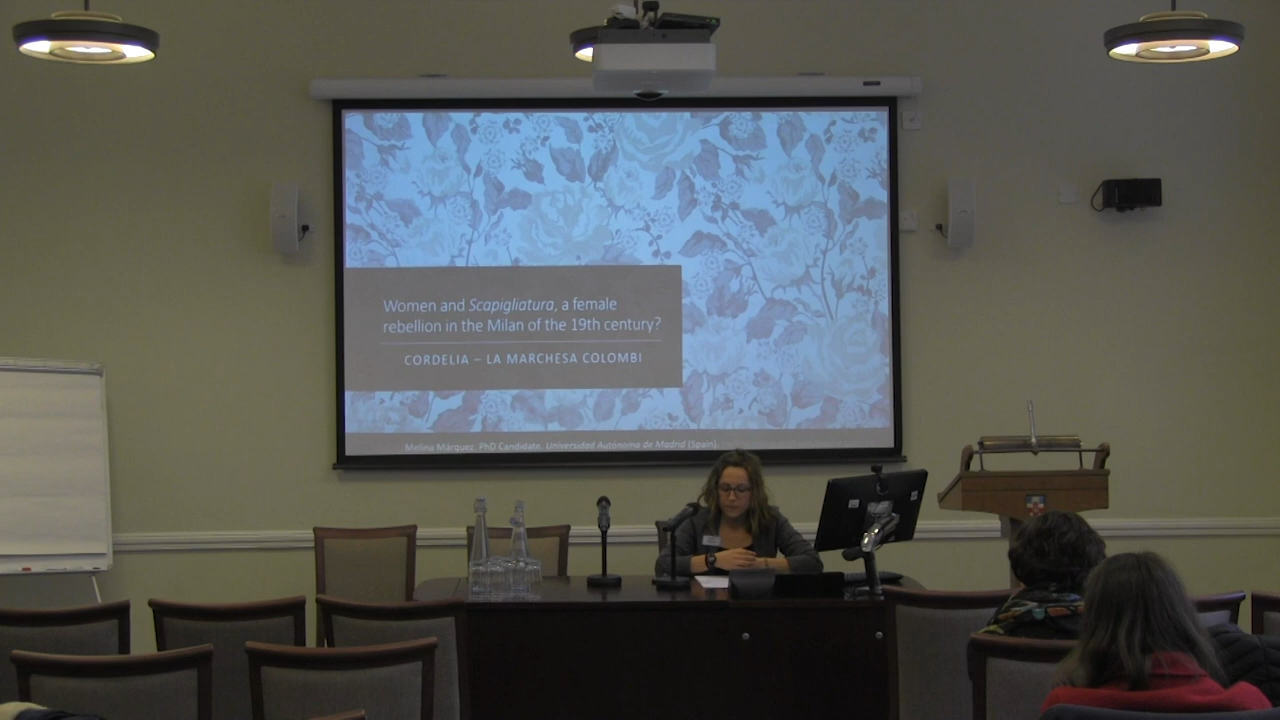 Women and Scapigliatura, a female
rebellion in the Milan of the 19th century?
CORDELIA – LA MARCHESA COLOMBI
Melina Márquez. PhD Candidate. Universidad Autónoma de Madrid (Spain).